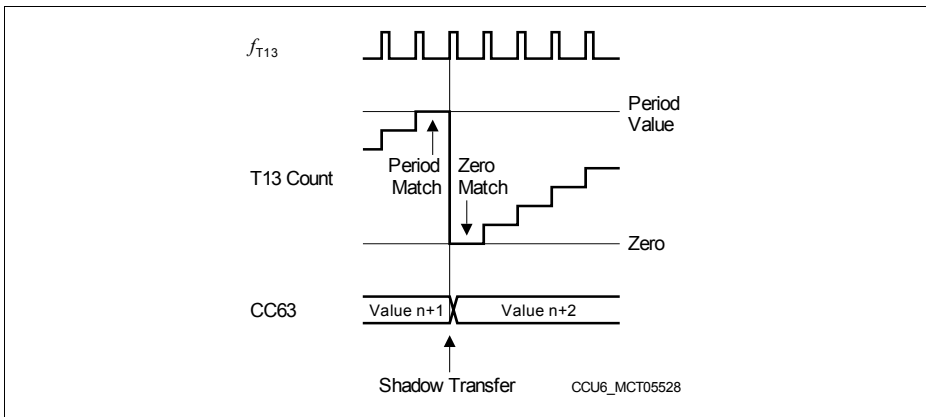 fT13
Period
Value
Period
Match
Zero
Match
T13 Count
Zero
CC63
Value n+1
Value n+2
Shadow Transfer
CCU6_MCT05528